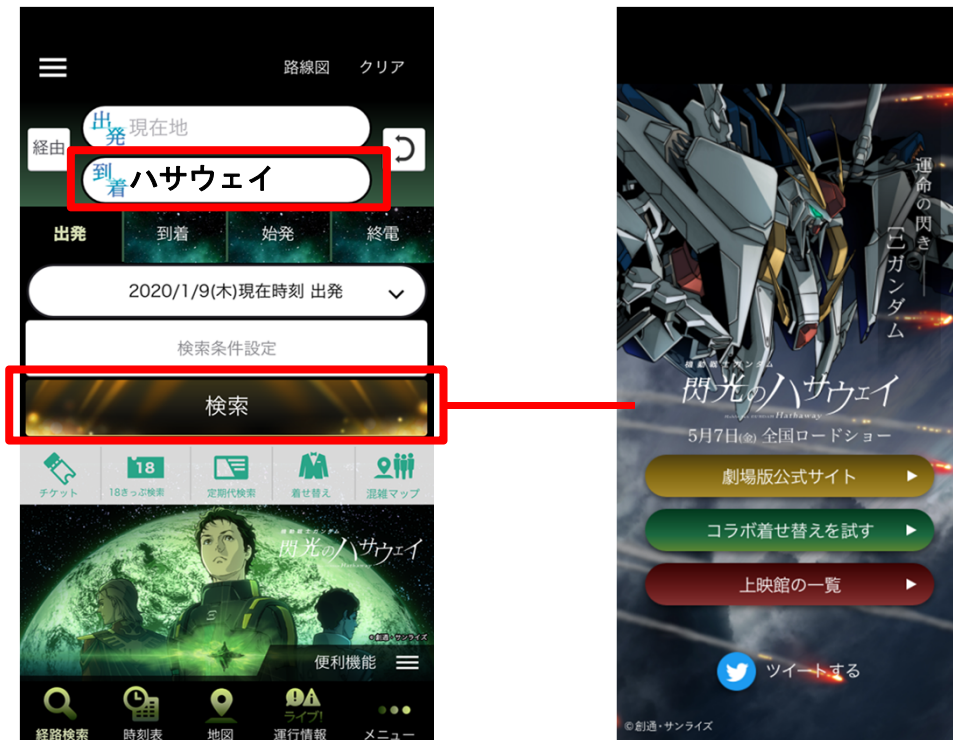 路線図 クリア
出発 現在地
経由
到着 ハサウェイ
出発 到着 始発 終電
2020/1/9(木)現在時刻 出発
検索条件設定
検索
18
チケット 18きっぷ検索 定期代検索 着せ替え 混雑マップ
機動戦士ガンダム
閃光のハサウェイ
Hathaway
©創通・サンライズ
便利機能
ライブ!
経路検索 時刻表 地図 運行情報 メニュー
運命の閃き──
[Ξ]ガンダム
機動戦士ガンダム
閃光のハサウェイ
Hathaway
5月7日(金) 全国ロードショー
劇場版公式サイト
コラボ着せ替えを試す
上映館の一覧
ツイートする
©創通・サンライズ